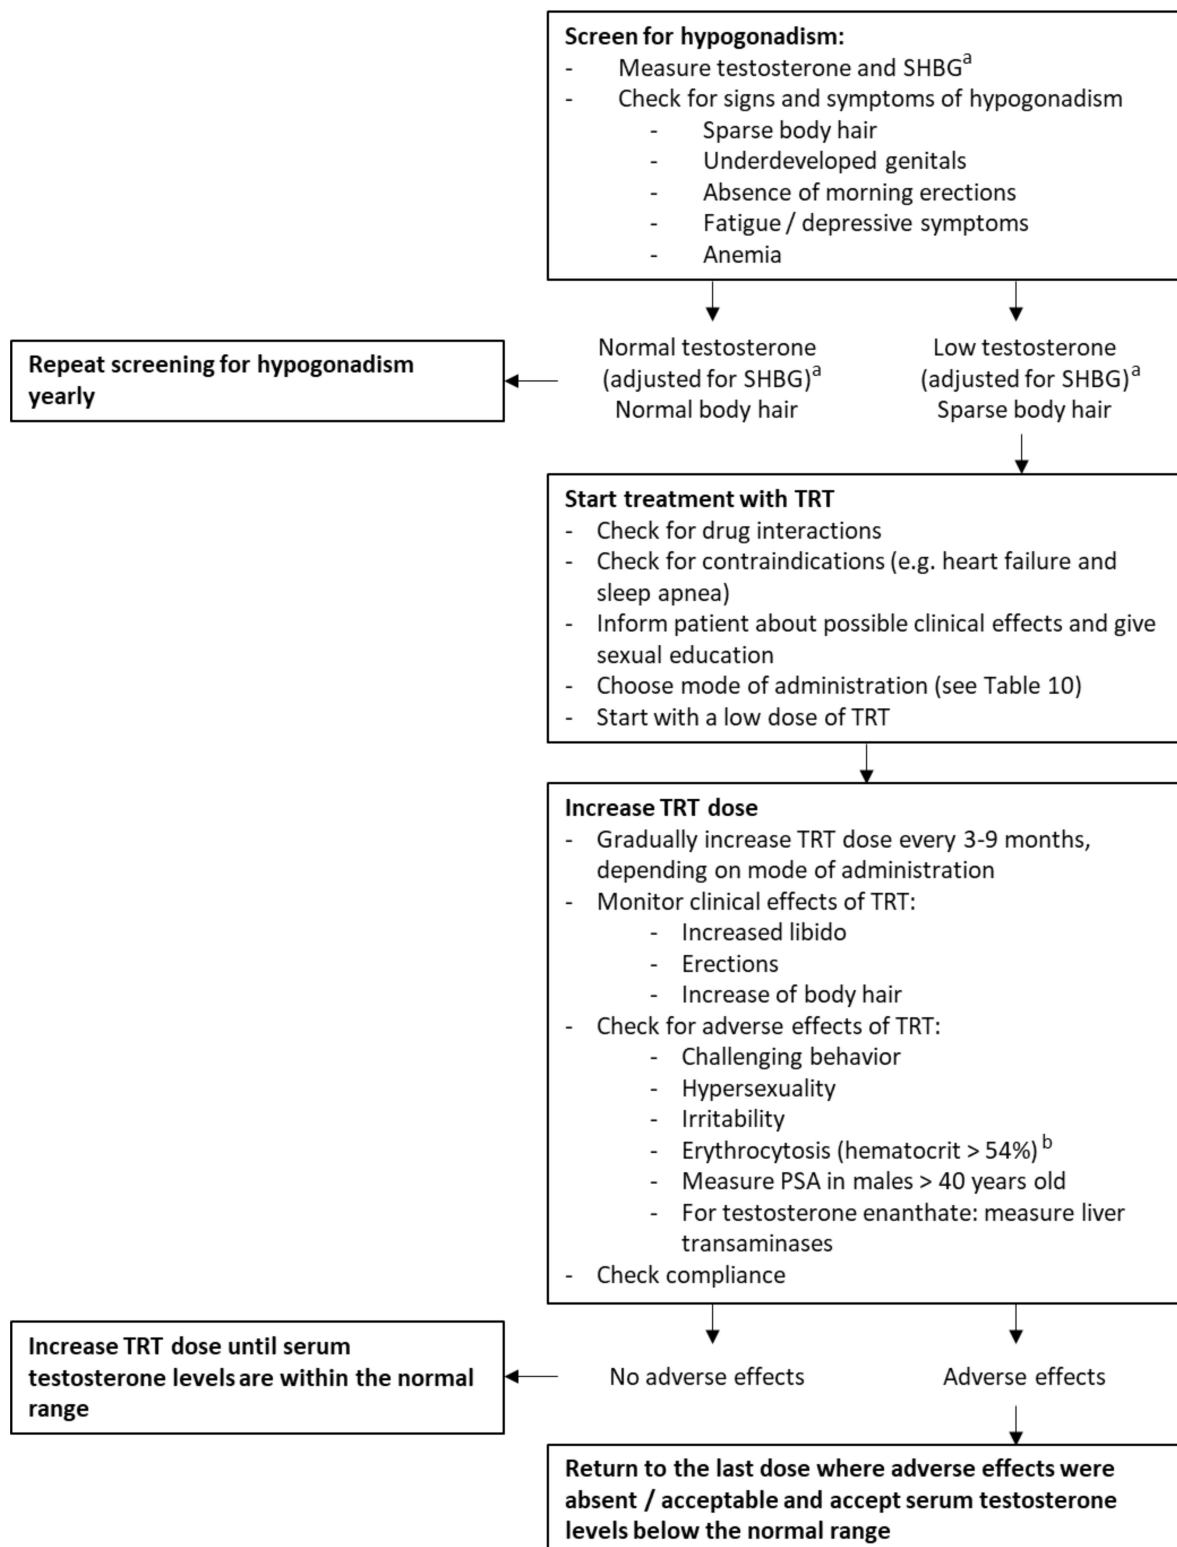 Screen for hypogonadism:
- Measure testosterone and SHBGᵃ
- Check for signs and symptoms of hypogonadism
- Sparse body hair
- Underdeveloped genitals
- Absence of morning erections
- Fatigue / depressive symptoms
- Anemia
Repeat screening for hypogonadism
yearly
Normal testosterone
(adjusted for SHBG)ᵃ
Normal body hair
Low testosterone
(adjusted for SHBG)ᵃ
Sparse body hair
Start treatment with TRT
- Check for drug interactions
- Check for contraindications (e.g. heart failure and
sleep apnea)
- Inform patient about possible clinical effects and give
sexual education
- Choose mode of administration (see Table 10)
- Start with a low dose of TRT
Increase TRT dose
- Gradually increase TRT dose every 3-9 months,
depending on mode of administration
- Monitor clinical effects of TRT:
- Increased libido
- Erections
- Increase of body hair
- Check for adverse effects of TRT:
- Challenging behavior
- Hypersexuality
- Irritability
- Erythrocytosis (hematocrit > 54%) ᵇ
- Measure PSA in males > 40 years old
- For testosterone enanthate: measure liver
transaminases
- Check compliance
Increase TRT dose until serum
testosterone levels are within the normal
range
No adverse effects
Adverse effects
Return to the last dose where adverse effects were
absent / acceptable and accept serum testosterone
levels below the normal range